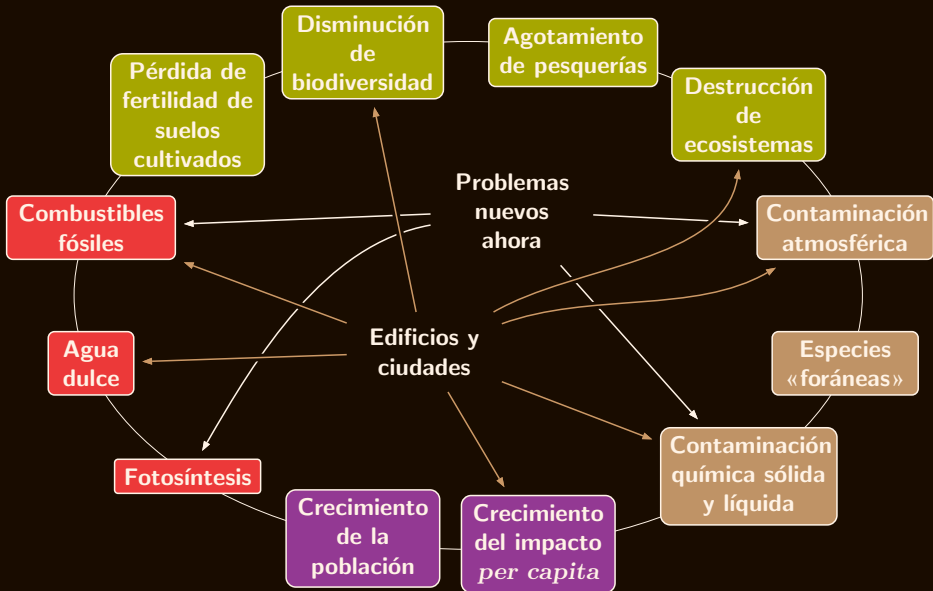 Disminución
de
biodiversidad
Agotamiento
de pesquerías
Pérdida de
fertilidad de
suelos
cultivados
Destrucción
de
ecosistemas
Problemas
nuevos
ahora
Combustibles
fósiles
Contaminación
atmosférica
Edificios y
ciudades
Agua
dulce
Especies
«foráneas»
Contaminación
química sólida
y líquida
Fotosíntesis
Crecimiento
de la
población
Crecimiento
del impacto
per capita